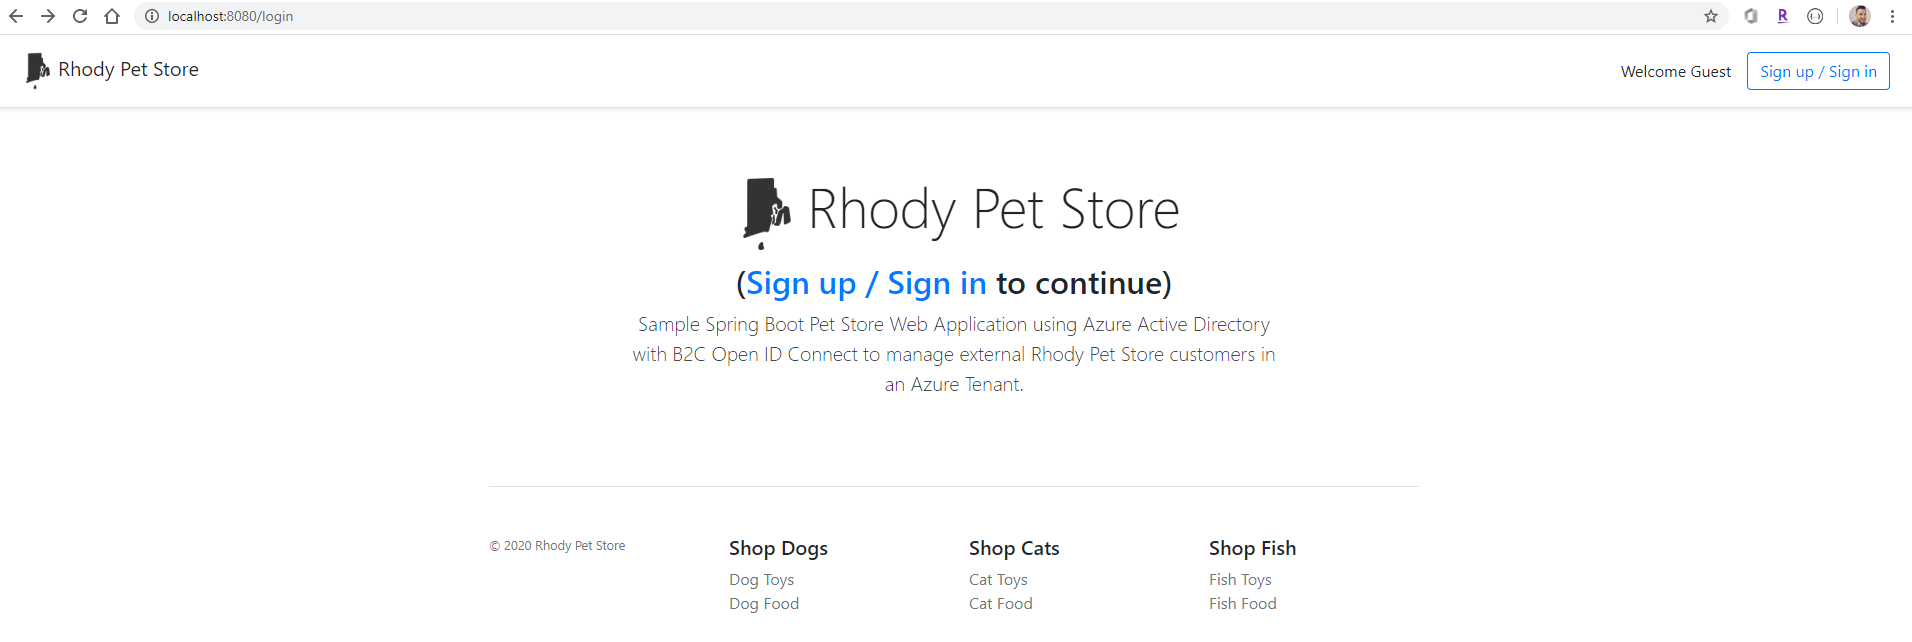 localhost:8080/login
Rhody Pet Store
Welcome Guest
Sign up / Sign in
Rhody Pet Store
(Sign up / Sign in to continue)
Sample Spring Boot Pet Store Web Application using Azure Active Directory
with B2C Open ID Connect to manage external Rhody Pet Store customers in
an Azure Tenant.
© 2020 Rhody Pet Store
Shop Dogs
Dog Toys
Dog Food
Shop Cats
Cat Toys
Cat Food
Shop Fish
Fish Toys
Fish Food